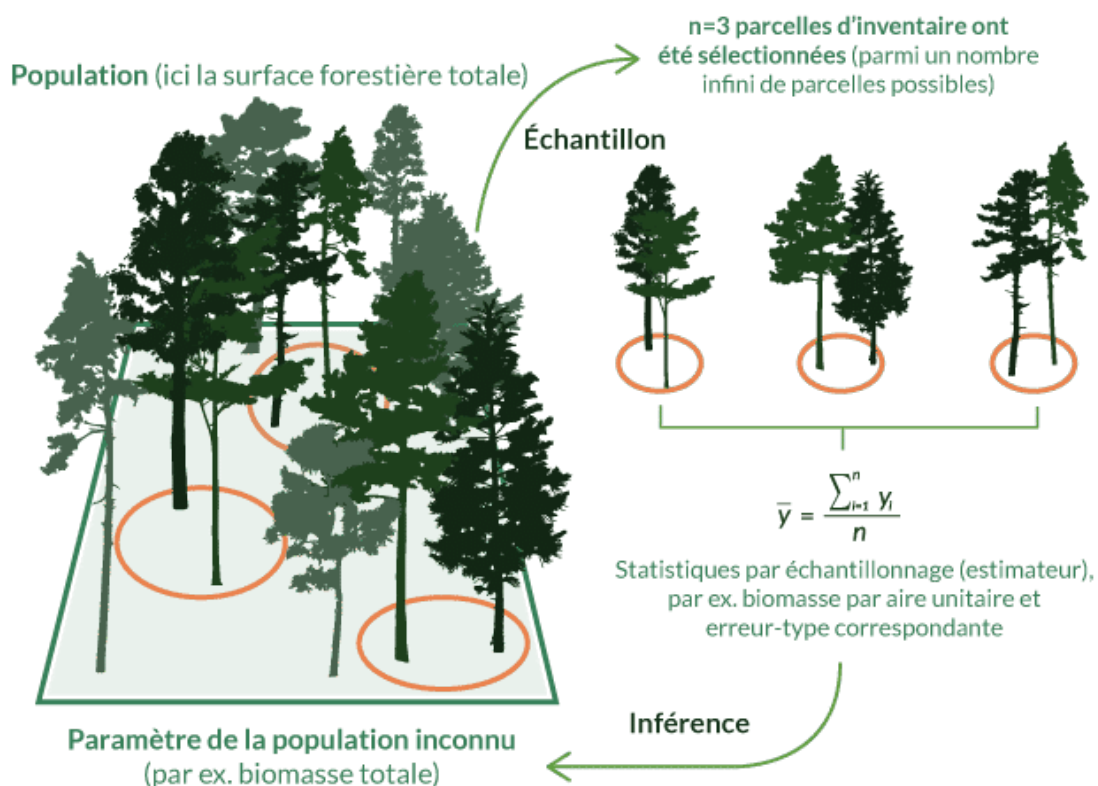 Population (ici la surface forestière totale)
n=3 parcelles d'inventaire ont
été sélectionnées (parmi un nombre
infini de parcelles possibles)
Échantillon
y̅ = ∑ⁿᵢ₌₁ yᵢ / n
Statistiques par échantillonnage (estimateur),
par ex. biomasse par aire unitaire et
erreur-type correspondante
Inférence
Paramètre de la population inconnu
(par ex. biomasse totale)